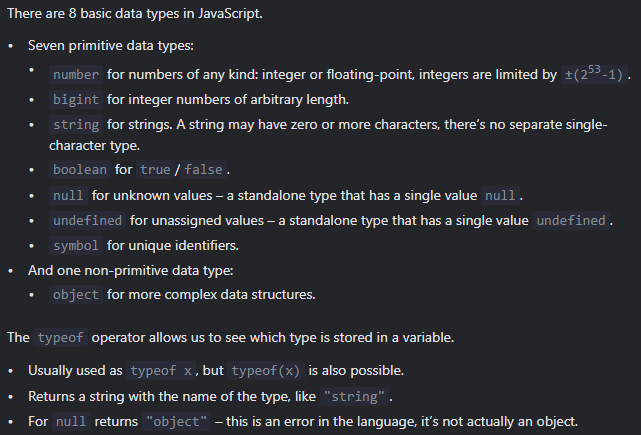 There are 8 basic data types in JavaScript.
• Seven primitive data types:
• number for numbers of any kind: integer or floating-point, integers are limited by ±(2⁵³-1).
• bigint for integer numbers of arbitrary length.
• string for strings. A string may have zero or more characters, there’s no separate single-
character type.
• boolean for true/false.
• null for unknown values – a standalone type that has a single value null.
• undefined for unassigned values – a standalone type that has a single value undefined.
• symbol for unique identifiers.
• And one non-primitive data type:
• object for more complex data structures.
The typeof operator allows us to see which type is stored in a variable.
• Usually used as typeof x, but typeof(x) is also possible.
• Returns a string with the name of the type, like "string".
• For null returns "object" – this is an error in the language, it’s not actually an object.